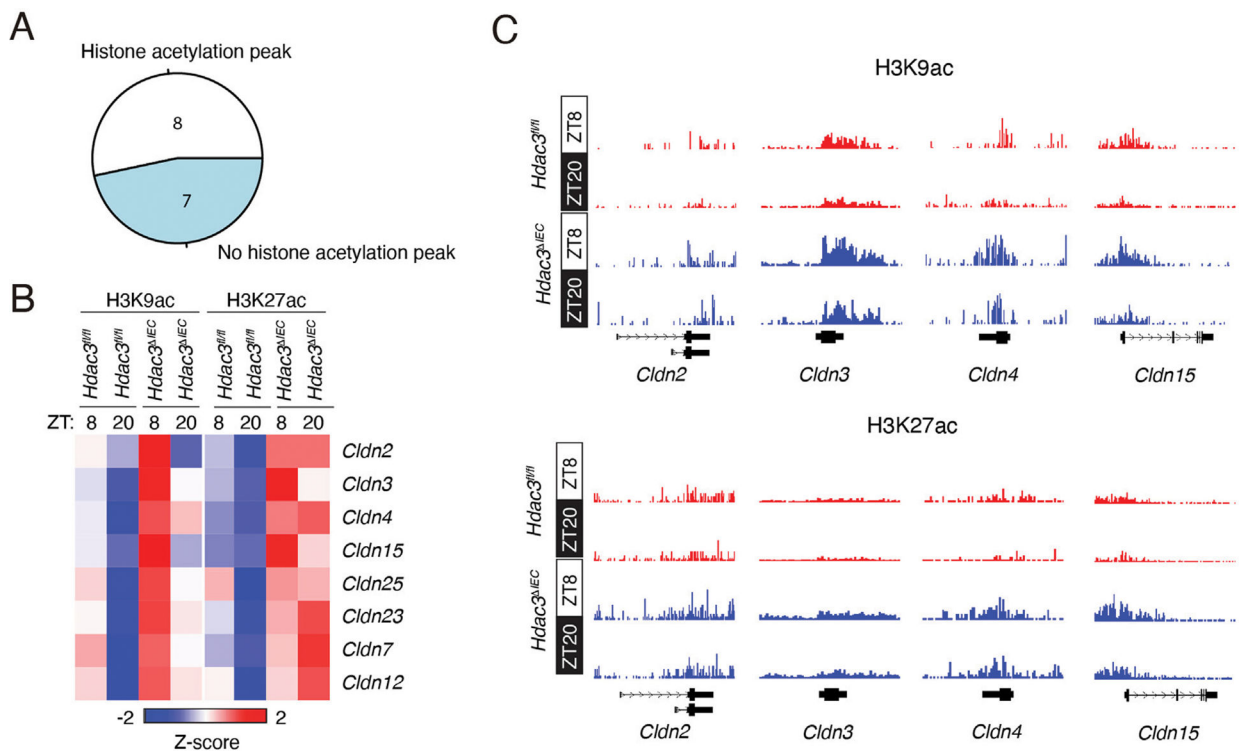 A
Histone acetylation peak
8
7
No histone acetylation peak
B
H3K9ac H3K27ac
Hdac3fl/fl Hdac3fl/fl Hdac3ΔIEC Hdac3ΔIEC Hdac3fl/fl Hdac3fl/fl Hdac3ΔIEC Hdac3ΔIEC
ZT: 8 20 8 20 8 20 8 20
Cldn2
Cldn3
Cldn4
Cldn15
Cldn25
Cldn23
Cldn7
Cldn12
-2 2
Z-score
C
H3K9ac
Hdac3fl/fl
ZT8
ZT20
Hdac3ΔIEC
ZT8
ZT20
Cldn2 Cldn3 Cldn4 Cldn15
H3K27ac
Hdac3fl/fl
ZT8
ZT20
Hdac3ΔIEC
ZT8
ZT20
Cldn2 Cldn3 Cldn4 Cldn15